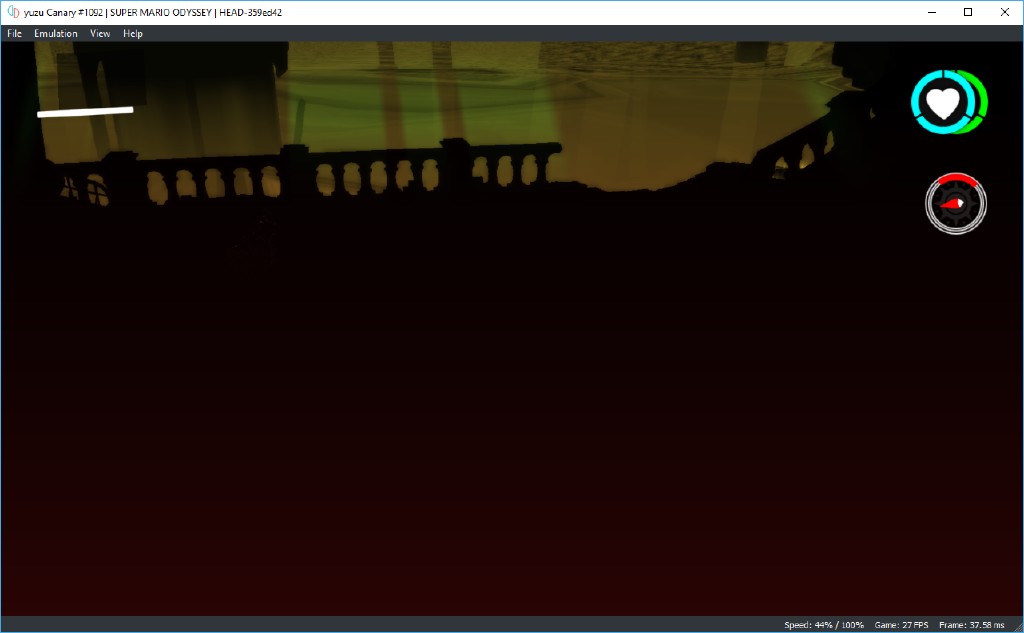 yuzu Canary #1092 | SUPER MARIO ODYSSEY | HEAD-359ed42
File Emulation View Help
Speed: 44% / 100% Game: 27 FPS Frame: 37.58 ms